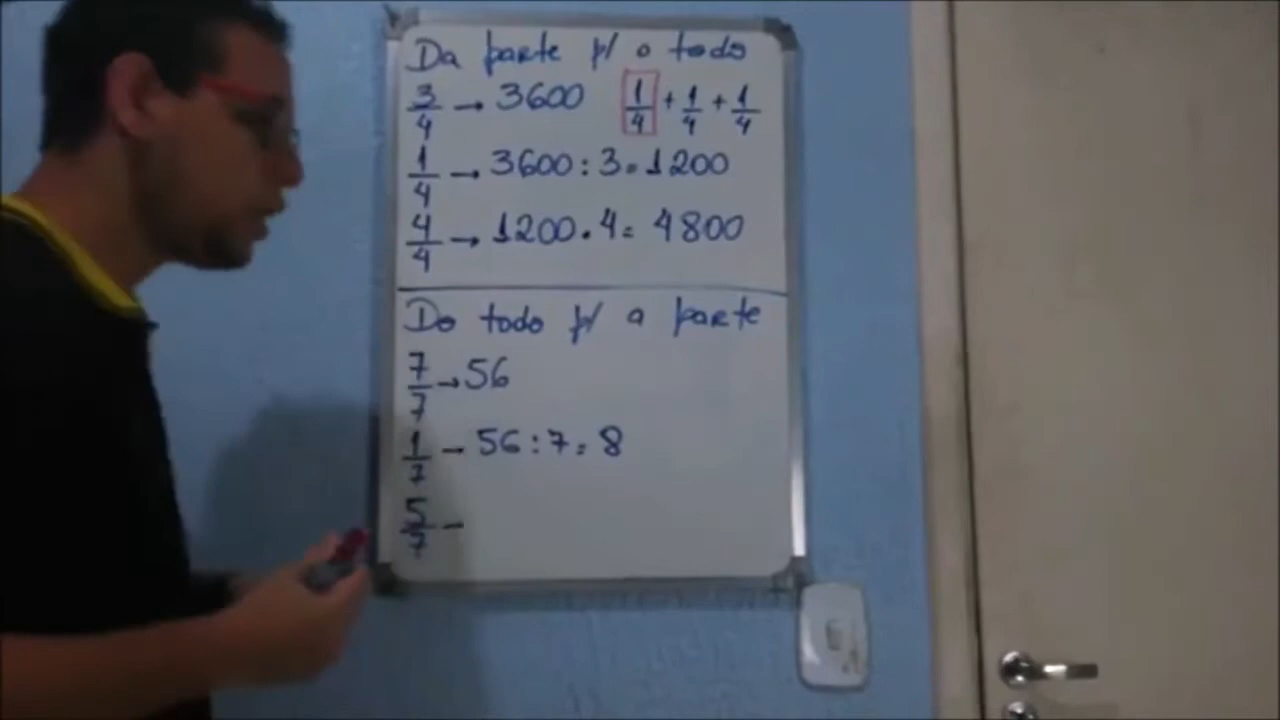 Da parte p/ o todo
3/4 → 3600 1/4 + 1/4 + 1/4
1/4 → 3600 : 3 = 1200
4/4 → 1200 . 4 = 4800
Do todo p/ a parte
7/7 → 56
1/7 → 56 : 7 = 8
5/7 -